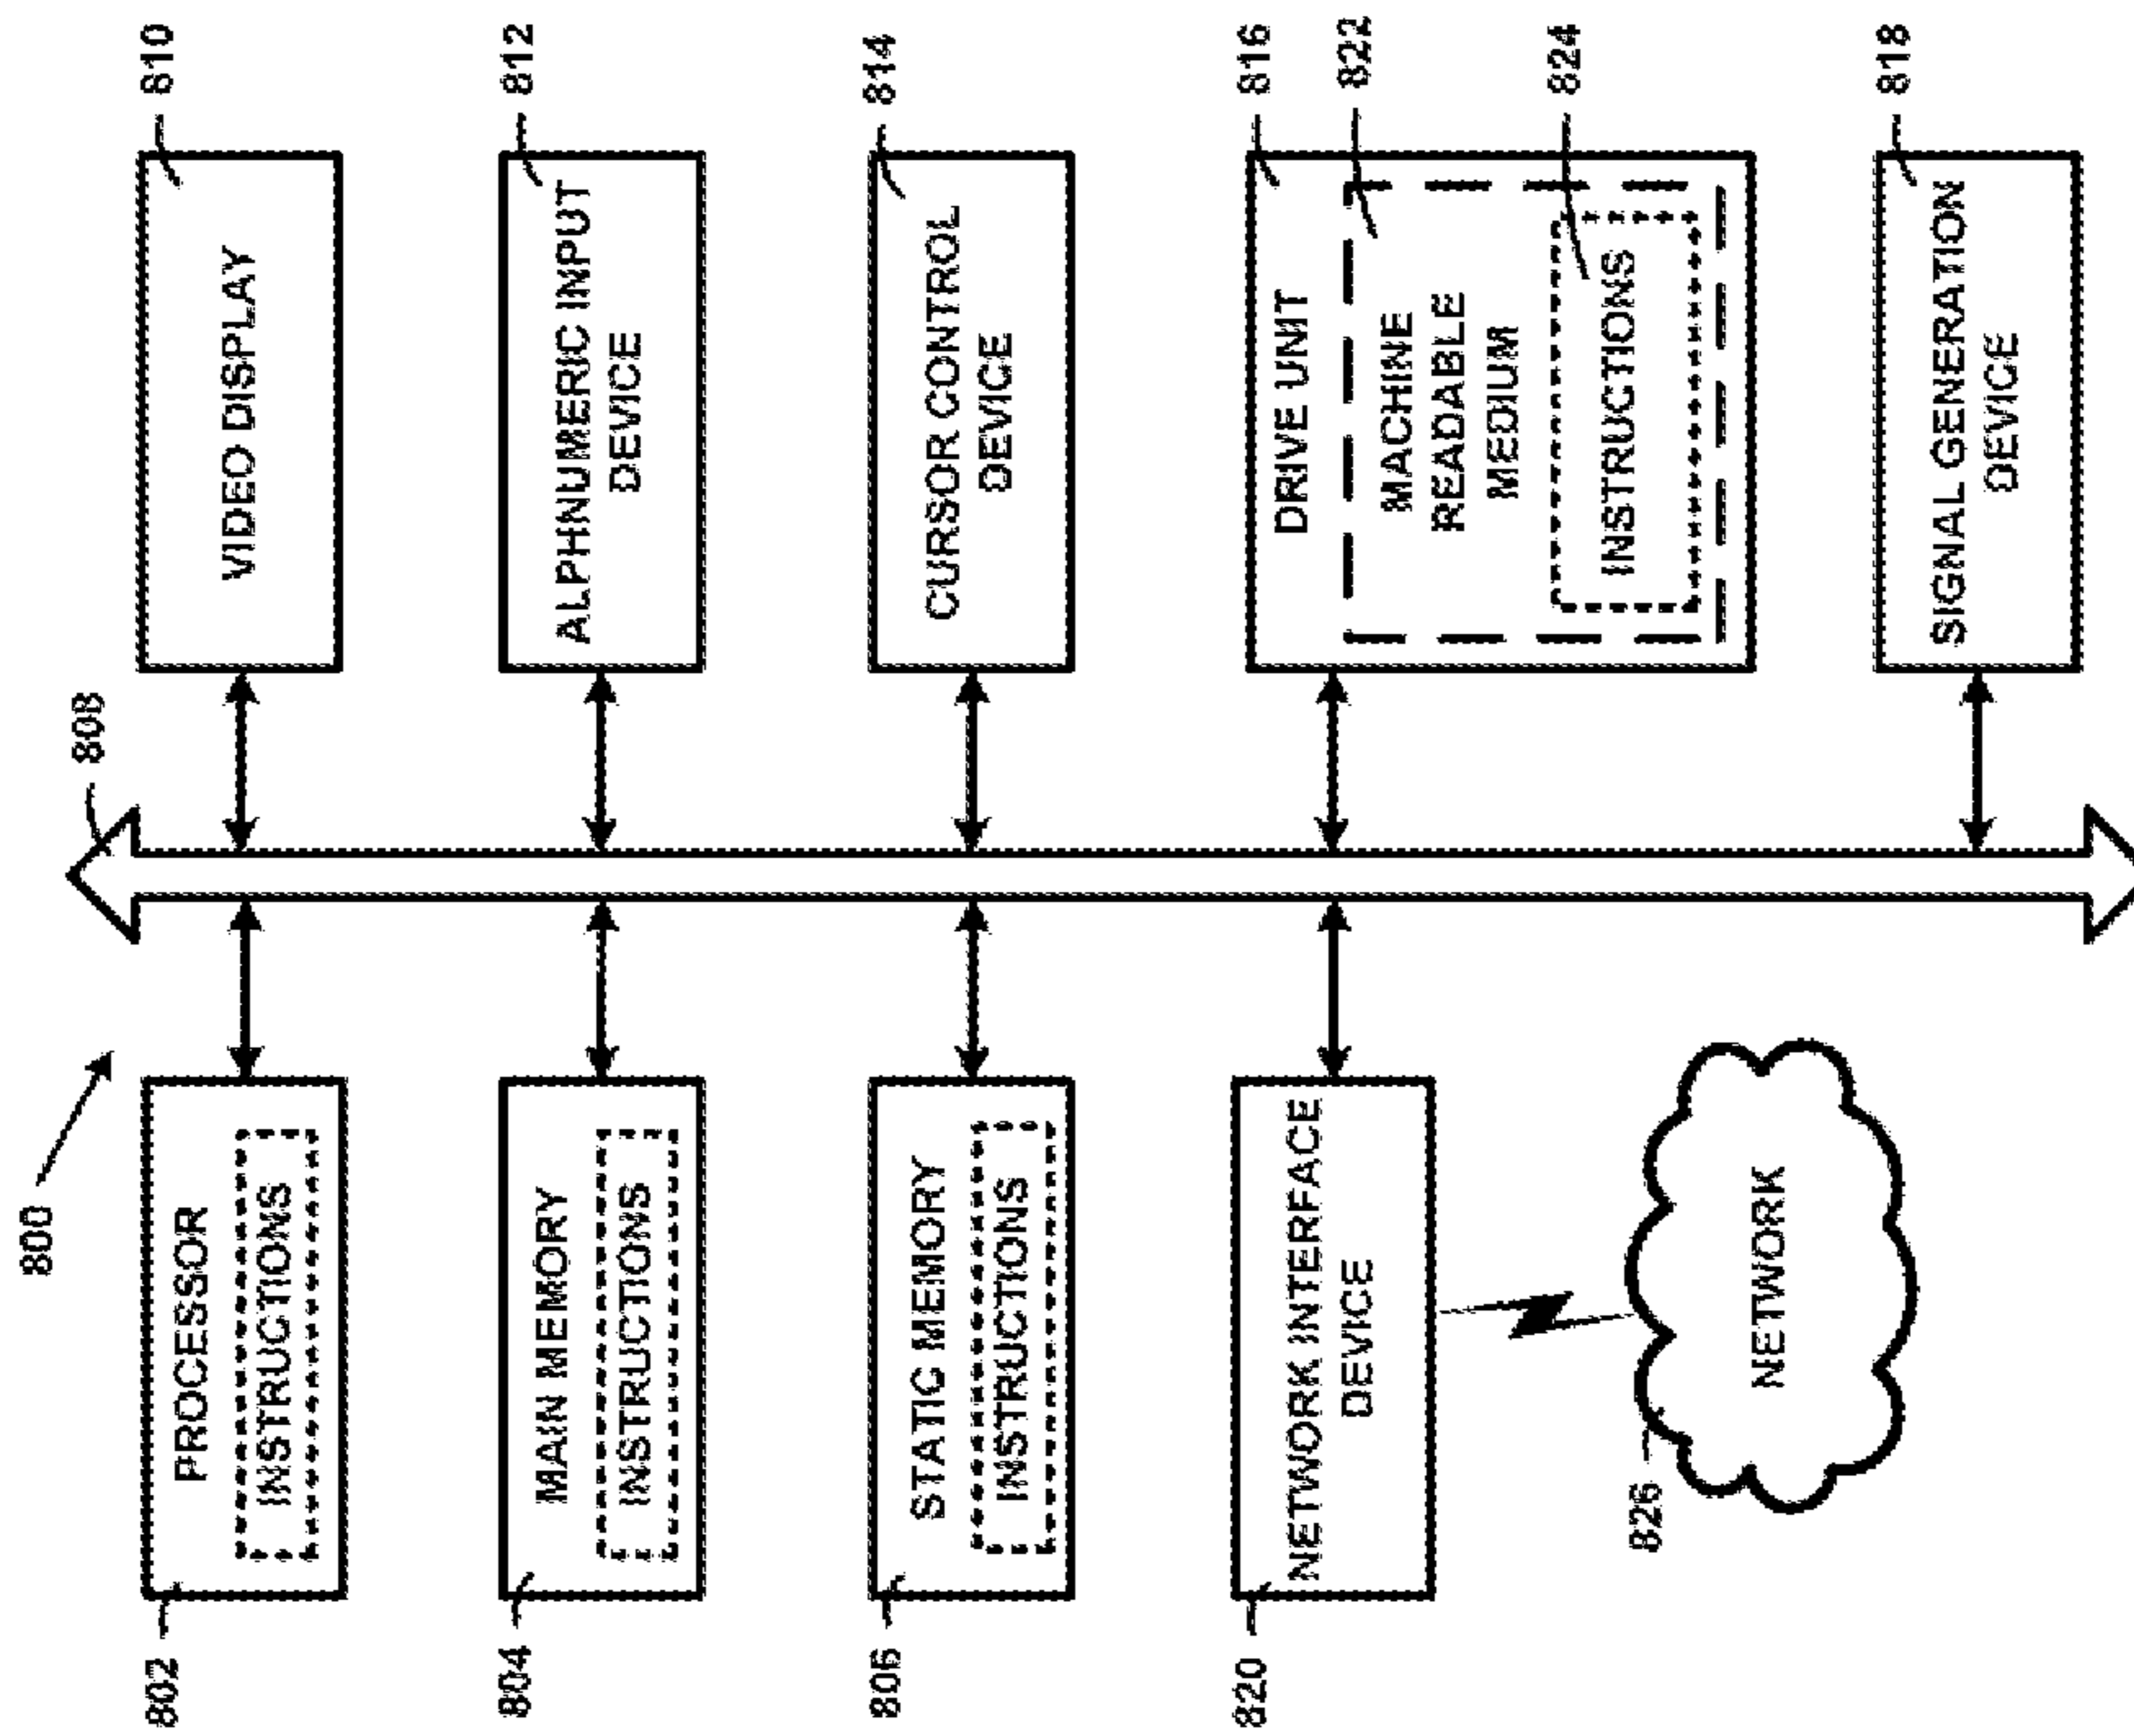 800
808
802
PROCESSOR
INSTRUCTIONS
804
MAIN MEMORY
INSTRUCTIONS
806
STATIC MEMORY
INSTRUCTIONS
820
NETWORK INTERFACE
DEVICE
826
NETWORK
810
VIDEO DISPLAY
812
ALPHNUMERIC INPUT
DEVICE
814
CURSOR CONTROL
DEVICE
816
DRIVE UNIT
822
MACHINE
READABLE
MEDIUM
824
INSTRUCTIONS
818
SIGNAL GENERATION
DEVICE